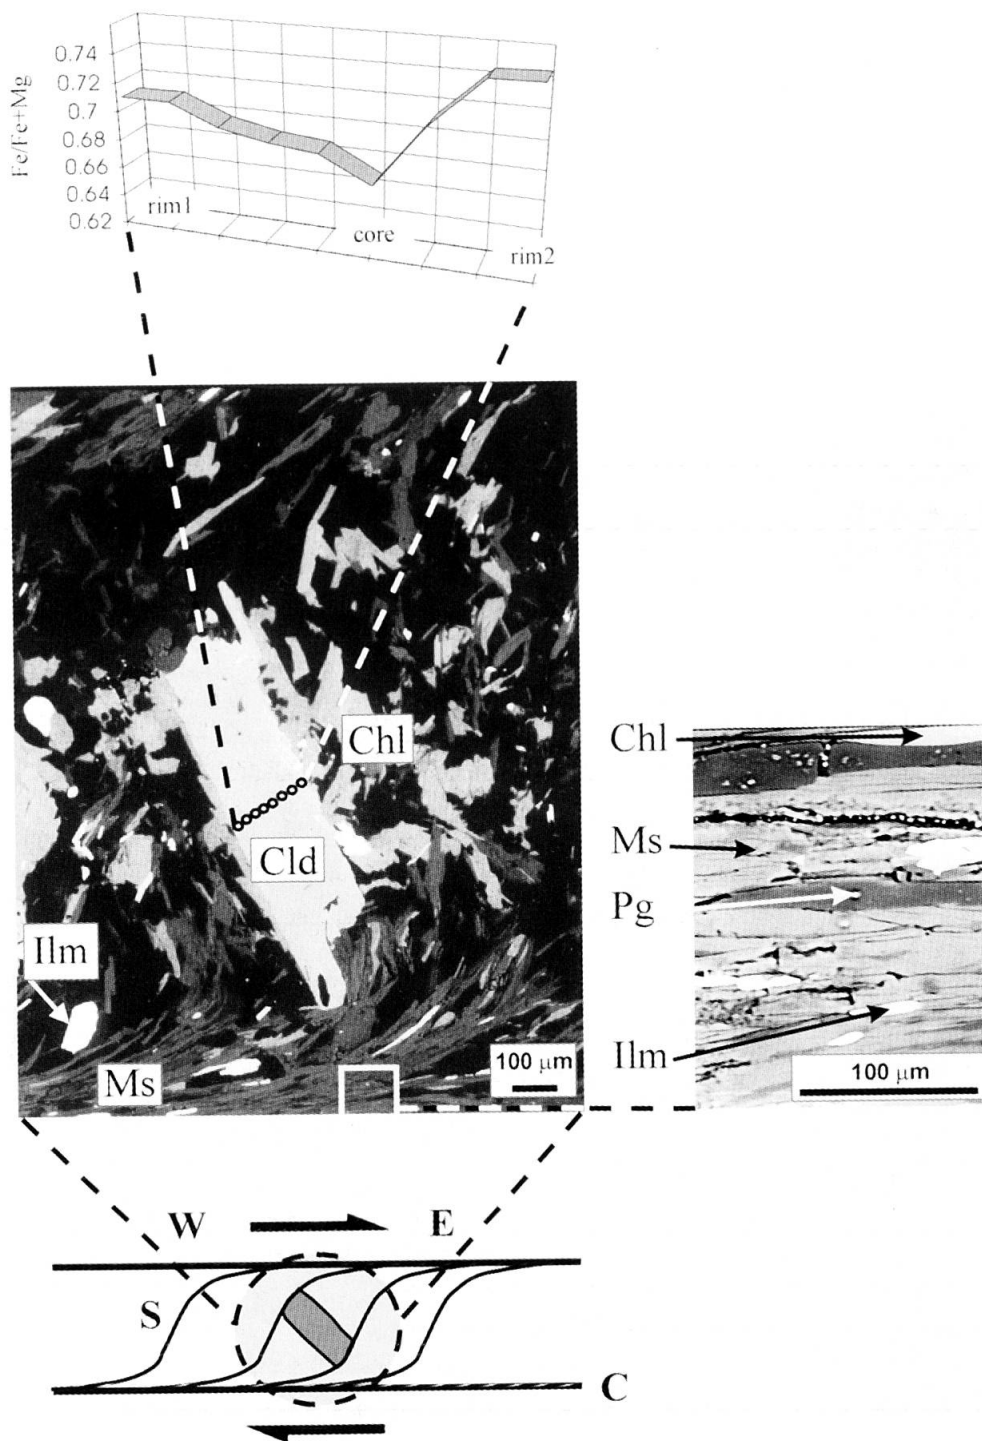 Fe/Fe+Mg
0.74
0.72
0.7
0.68
0.66
0.64
0.62
rim1
core
rim2
Chl
Cld
Ilm
Ms
100 µm
Chl
Ms
Pg
Ilm
100 µm
W
E
S
C